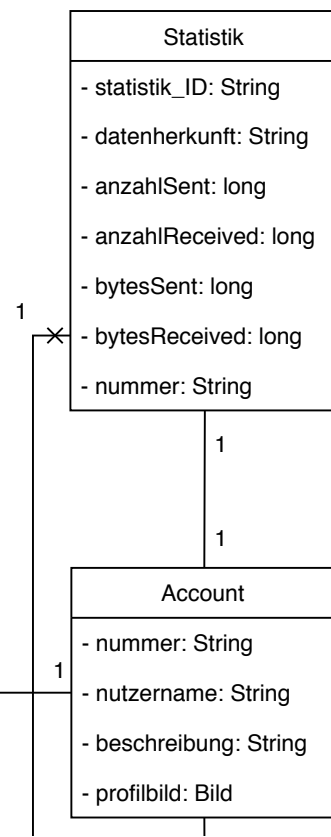 Statistik
- statistik_ID: String
- datenherkunft: String
- anzahlSent: long
- anzahlReceived: long
- bytesSent: long
1
- bytesReceived: long
- nummer: String
1
1
Account
- nummer: String
1
- nutzername: String
- beschreibung: String
- profilbild: Bild